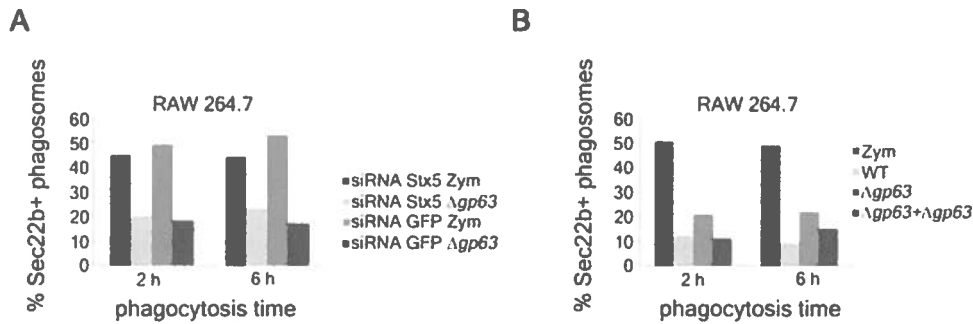 A
% Sec22b+ phagosomes
RAW 264.7
60
50
40
30
20
10
0
2 h
6 h
phagocytosis time
siRNA Stx5 Zym
siRNA Stx5 Δgp63
siRNA GFP Zym
siRNA GFP Δgp63
B
% Sec22b+ phagosomes
RAW 264.7
60
50
40
30
20
10
0
2 h
6 h
phagocytosis time
Zym
WT
Δgp63
Δgp63+Δgp63